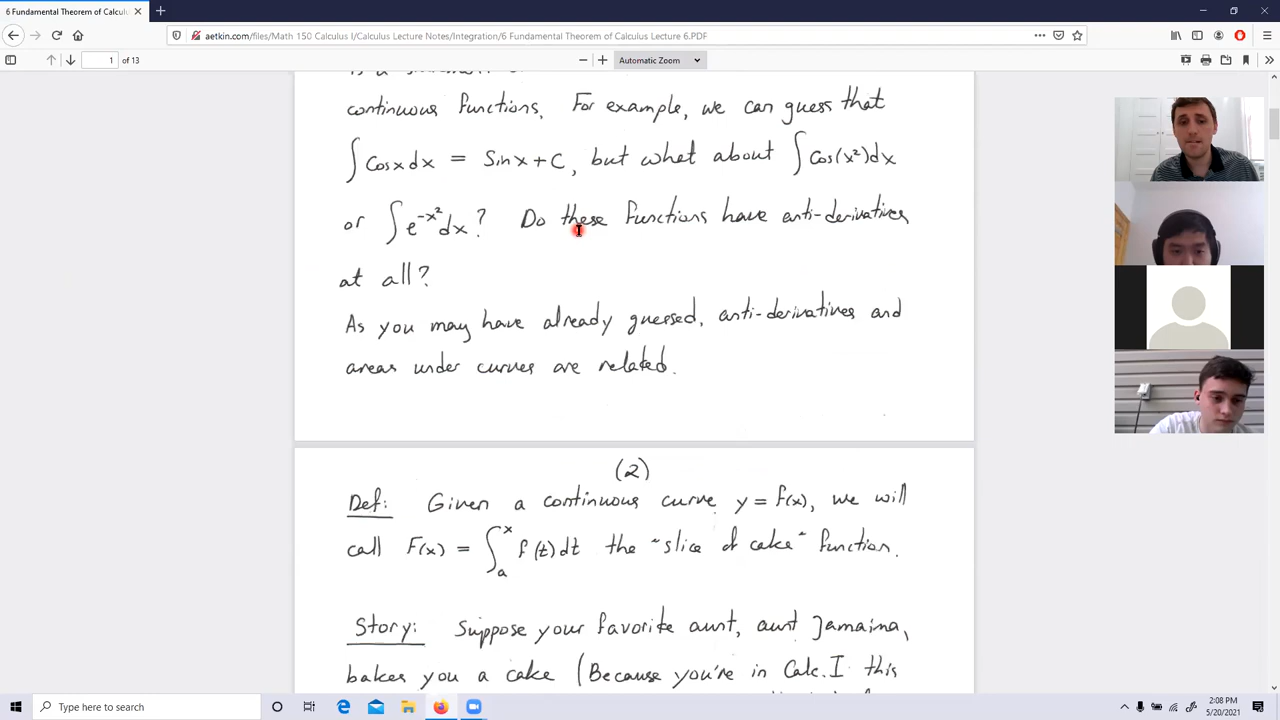 6 Fundamental Theorem of Calculu
aetkin.com/files/Math 150 Calculus I/Calculus Lecture Notes/Integration/6 Fundamental Theorem of Calculus Lecture 6.PDF
1 of 13
Automatic Zoom
continuous functions. For example, we can guess that
∫cosxdx = Sinx+C, but what about ∫cos(x²)dx
or ∫e^{-x²}dx? Do these functions have anti-derivatives
at all?
As you may have already guessed, anti-derivatives and
areas under curves are related.
(2)
Def: Given a continuous curve y = f(x), we will
call F(x) = ∫_a^x f(t)dt the "slice of cake" function.
Story: Suppose your favorite aunt, aunt Jamaima,
bakes you a cake (Because you're in Calc. I this
Type here to search
2:08 PM
5/20/2021